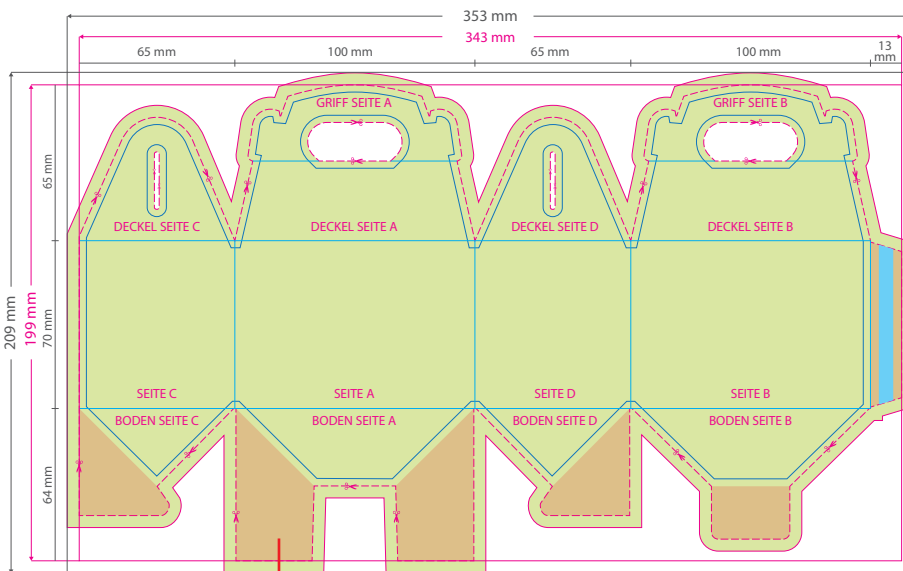 353 mm
343 mm
65 mm
100 mm
65 mm
100 mm
13
mm
GRIFF SEITE A
GRIFF SEITE B
65 mm
DECKEL SEITE C
DECKEL SEITE A
DECKEL SEITE D
DECKEL SEITE B
209 mm
199 mm
70 mm
SEITE C
SEITE A
SEITE D
SEITE B
BODEN SEITE C
BODEN SEITE A
BODEN SEITE D
BODEN SEITE B
64 mm